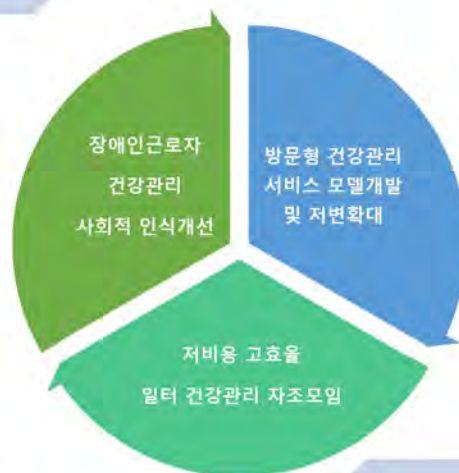 장애인근로자
건강관리
사회적 인식개선
방문형 건강관리
서비스 모델개발
및 저변확대
저비용 고효율
일터 건강관리 자조모임